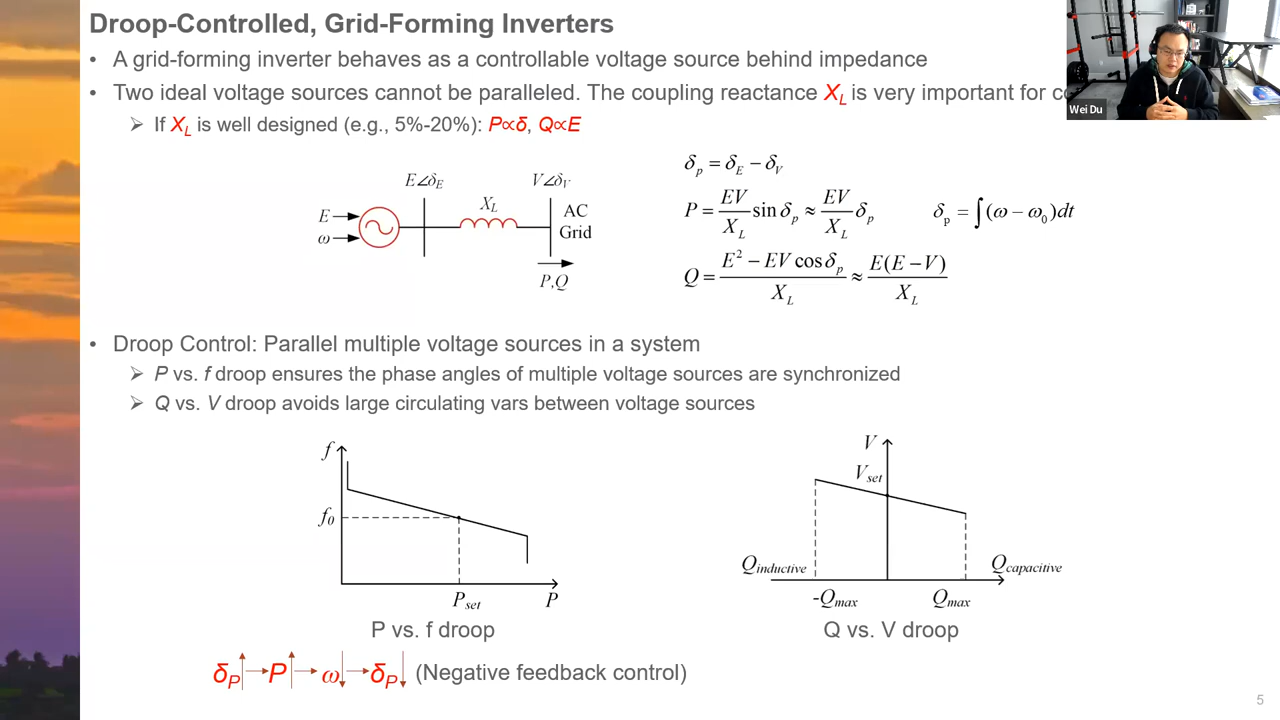 Droop-Controlled, Grid-Forming Inverters
• A grid-forming inverter behaves as a controllable voltage source behind impedance
• Two ideal voltage sources cannot be paralleled. The coupling reactance X_L is very important for
➢ If X_L is well designed (e.g., 5%-20%): P∝δ, Q∝E
Wei Du
E∠δ_E
V∠δ_V
X_L
E
ω
AC
Grid
P,Q
δ_p = δ_E − δ_V
P = EV/X_L sin δ_p ≈ EV/X_L δ_p
δ_p = ∫(ω − ω_0)dt
Q = (E² − EV cos δ_p)/X_L ≈ E(E − V)/X_L
• Droop Control: Parallel multiple voltage sources in a system
➢ P vs. f droop ensures the phase angles of multiple voltage sources are synchronized
➢ Q vs. V droop avoids large circulating vars between voltage sources
f
f_0
P_set
P
P vs. f droop
V
V_set
Q_inductive
Q_capacitive
-Q_max
Q_max
Q vs. V droop
δ_P↑→P↑→ω↓→δ_P↓ (Negative feedback control)
5